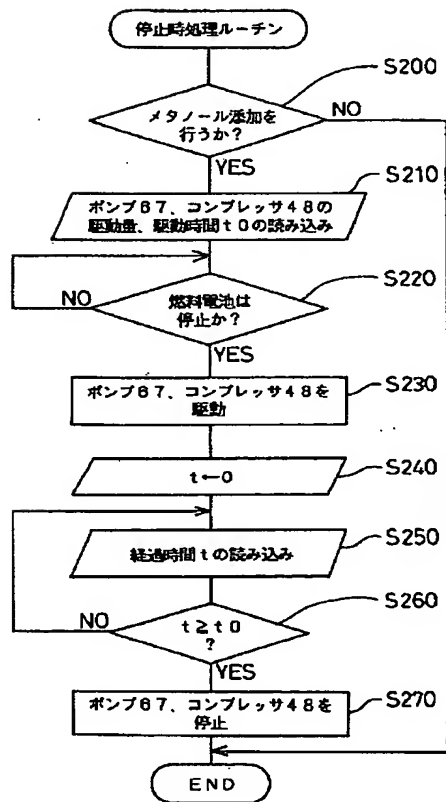 停止時処理ルーチン
S200
メタノール添加を
行うか?
NO
YES
S210
ポンプ67、コンプレッサ48の
駆動量、駆動時間t0の読み込み
S220
燃料電池は
停止か?
NO
YES
S230
ポンプ67、コンプレッサ48を
駆動
S240
t←0
S250
経過時間tの読み込み
S260
t≧t0
?
NO
YES
S270
ポンプ67、コンプレッサ48を
停止
END